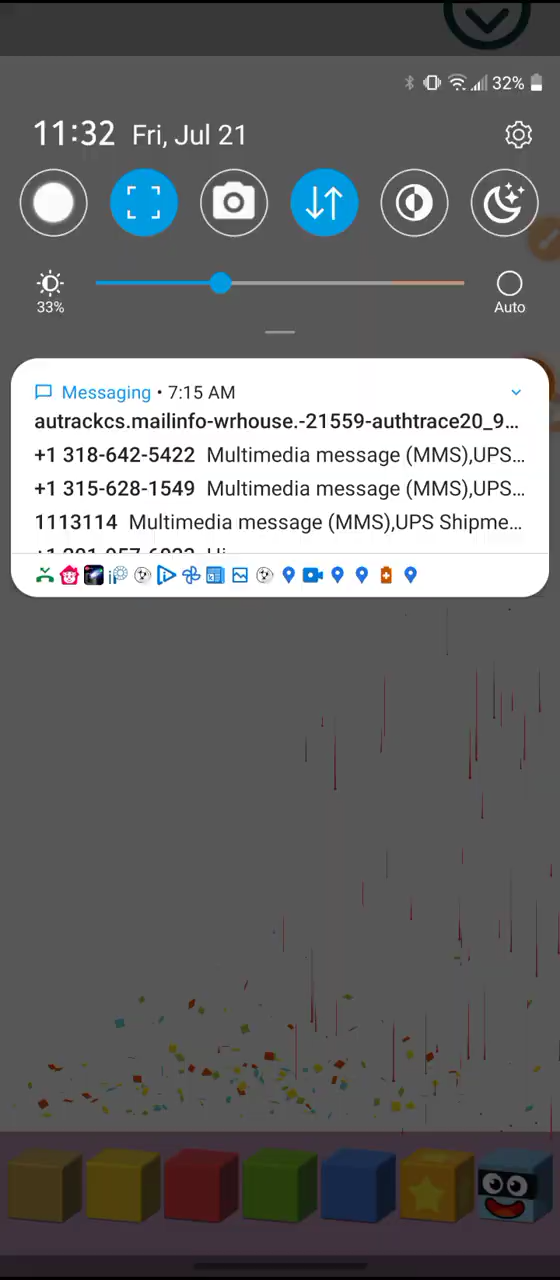 32%
11:32 Fri, Jul 21
33%
Auto
Messaging • 7:15 AM
autrackcs.mailinfo-wrhouse.-21559-authtrace20_9...
+1 318-642-5422 Multimedia message (MMS),UPS...
+1 315-628-1549 Multimedia message (MMS),UPS...
1113114 Multimedia message (MMS),UPS Shipme...